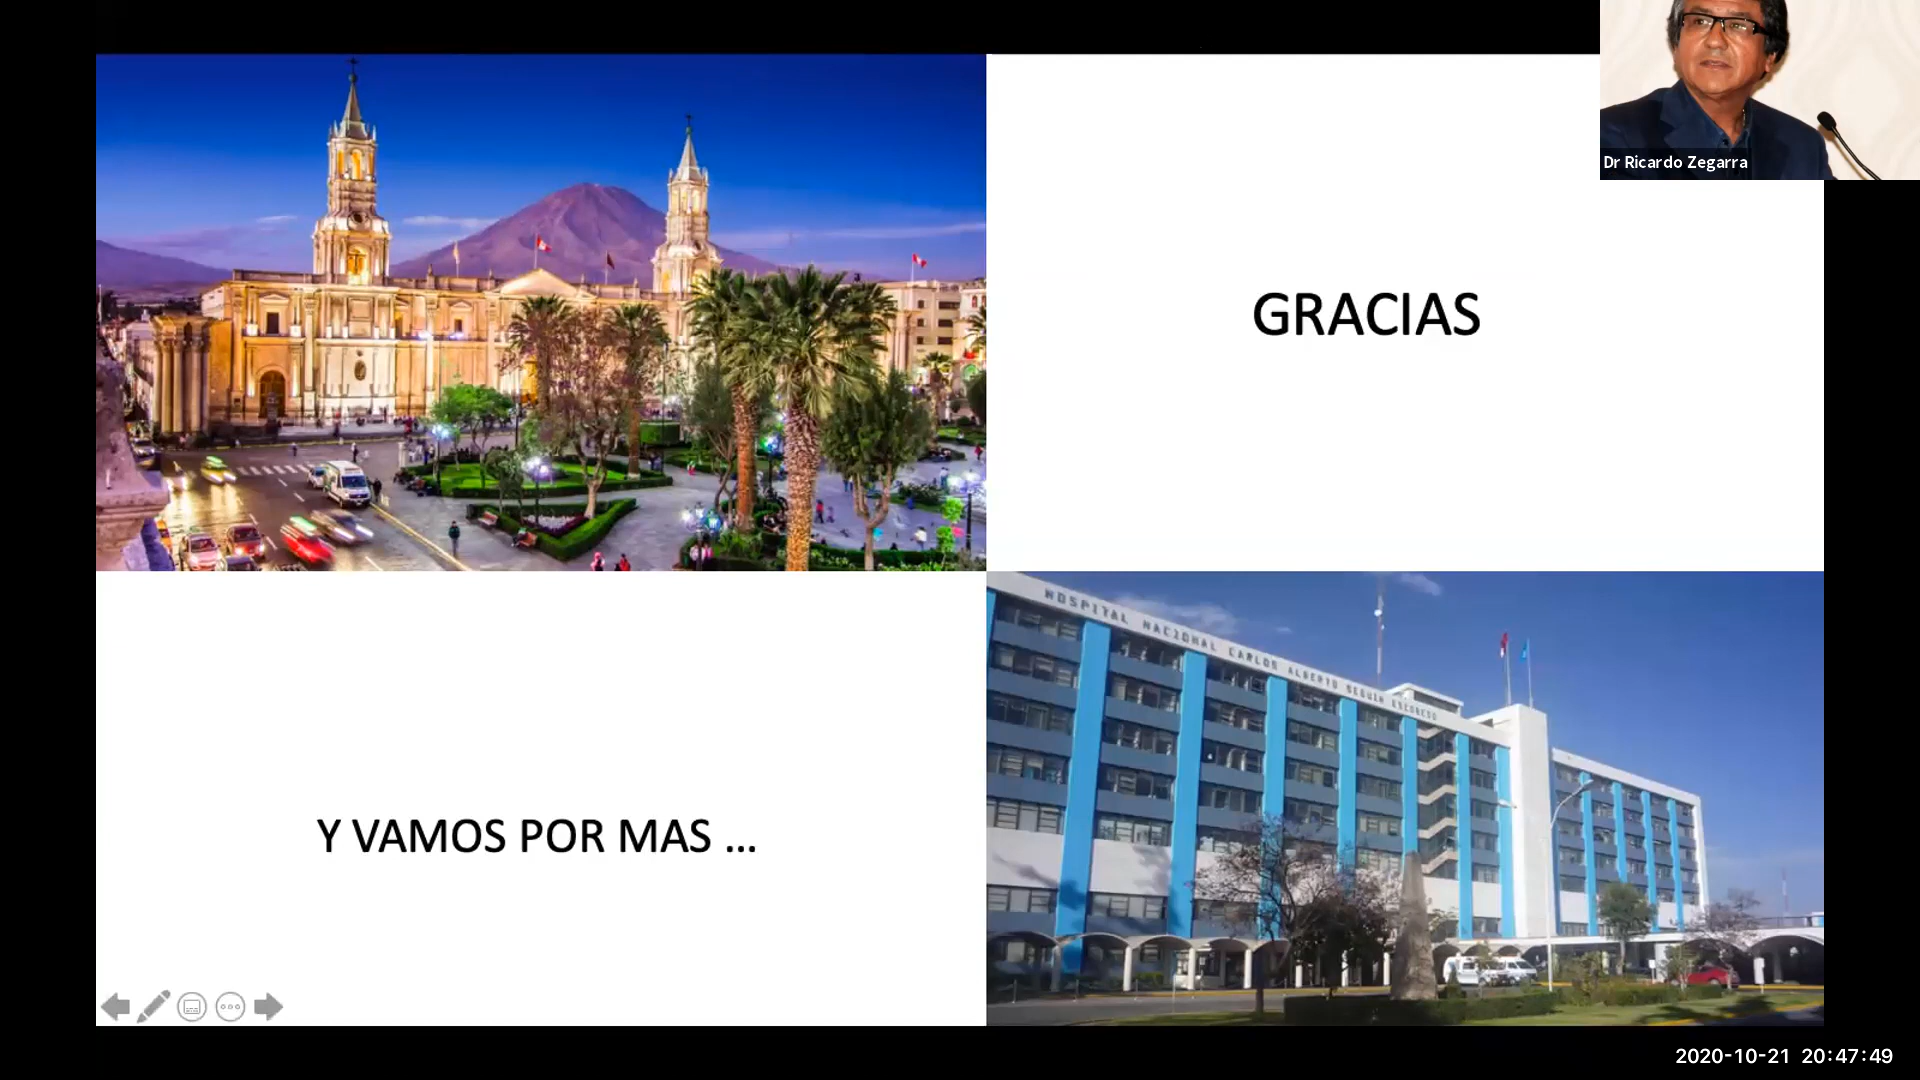 Dr Ricardo Zegarra
GRACIAS
Y VAMOS POR MAS ...
HOSPITAL NACIONAL CARLOS ALBERTO SEGUIN ESCOBEDO
2020-10-21 20:47:49